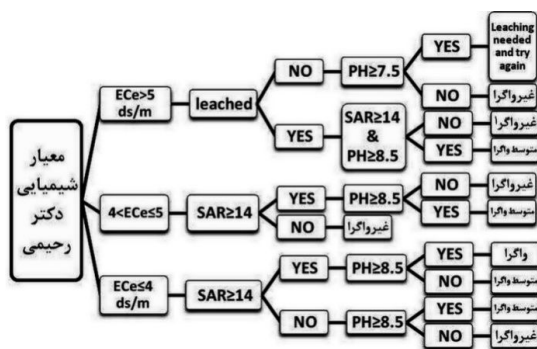 معیار
شیمیایی
دکتر
رحیمی
ECe>5
ds/m
leached
NO
PH≥7.5
YES
Leaching
needed
and try
again
NO
غیرواگرا
YES
SAR≥14
&
PH≥8.5
NO
غیرواگرا
YES
متوسط واگرا
4<ECe≤5
SAR≥14
YES
PH≥8.5
NO
غیرواگرا
YES
متوسط واگرا
NO
غیرواگرا
ECe≤4
ds/m
SAR≥14
YES
PH≥8.5
YES
واگرا
NO
متوسط واگرا
NO
PH≥8.5
YES
متوسط واگرا
NO
غیرواگرا